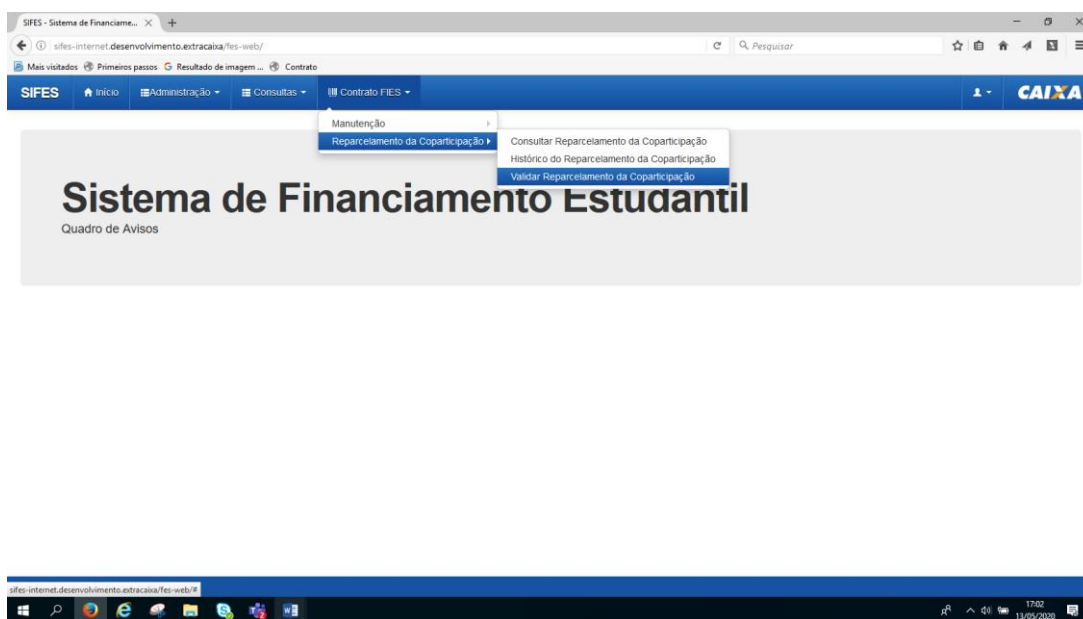 SIFES - Sistema de Financiame...
sifes-internet.desenvolvimento.extracaixa/fes-web/
Pesquisar
Mais visitados Primeiros passos Resultado de imagem ... Contrato
SIFES Início Administração Consultas Contrato FIES CAIXA
Manutenção
Reparcelamento da Coparticipação
Consultar Reparcelamento da Coparticipação
Histórico do Reparcelamento da Coparticipação
Validar Reparcelamento da Coparticipação
Sistema de Financiamento Estudantil
Quadro de Avisos
sifes-internet.desenvolvimento.extracaixa/fes-web/#
17:02
13/05/2020